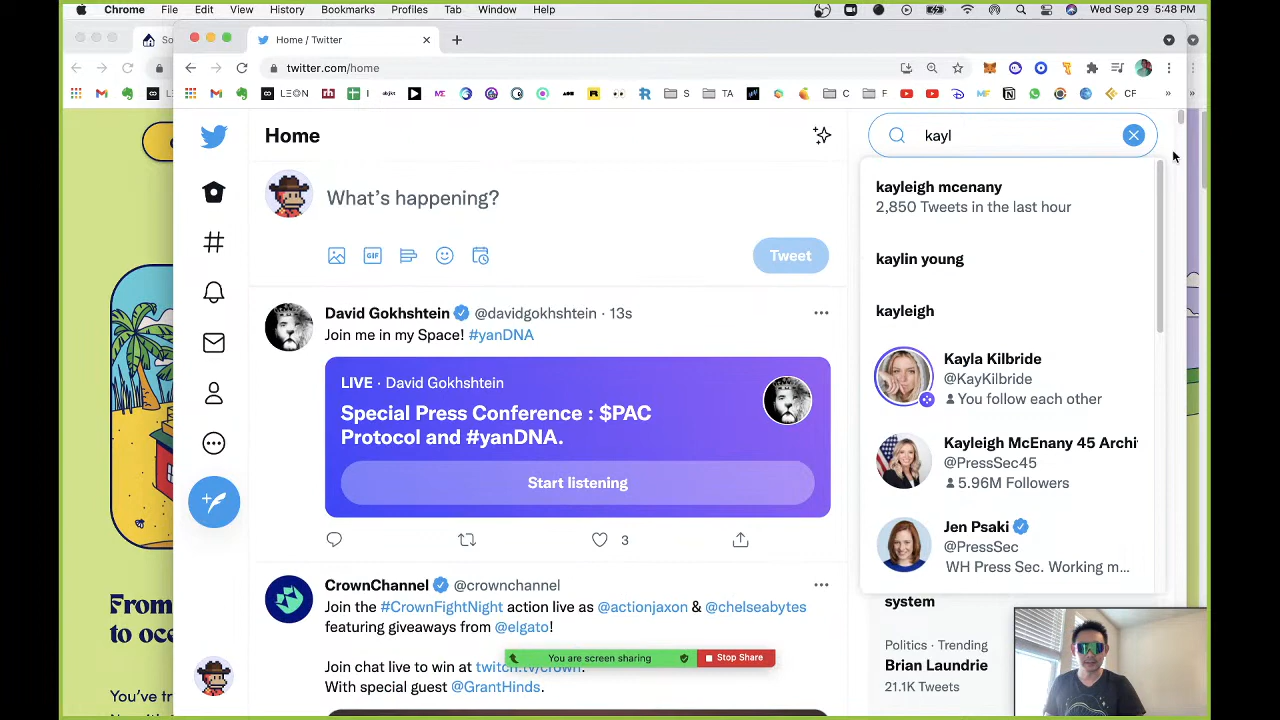 Chrome File Edit View History Bookmarks Profiles Tab Window Help
Wed Sep 29 5:48 PM
So
Home / Twitter
twitter.com/home
LEON
I
S
TA
C
F
CF
»
»
Home
What's happening?
GIF
Tweet
David Gokhshtein @davidgokhshtein · 13s
Join me in my Space! #yanDNA
LIVE · David Gokhshtein
Special Press Conference : $PAC
Protocol and #yanDNA.
Start listening
3
CrownChannel @crownchannel
Join the #CrownFightNight action live as @actionjaxon & @chelseabytes
featuring giveaways from @elgato!
Join chat live to win at twitch.tv/crown.
With special guest @GrantHinds.
You are screen sharing
Stop Share
kayl
kayleigh mcenany
2,850 Tweets in the last hour
kaylin young
kayleigh
Kayla Kilbride
@KayKilbride
You follow each other
Kayleigh McEnany 45 Archi
@PressSec45
5.96M Followers
Jen Psaki
@PressSec
WH Press Sec. Working m...
system
Politics · Trending
Brian Laundrie
21.1K Tweets
From
to oce
You've tr